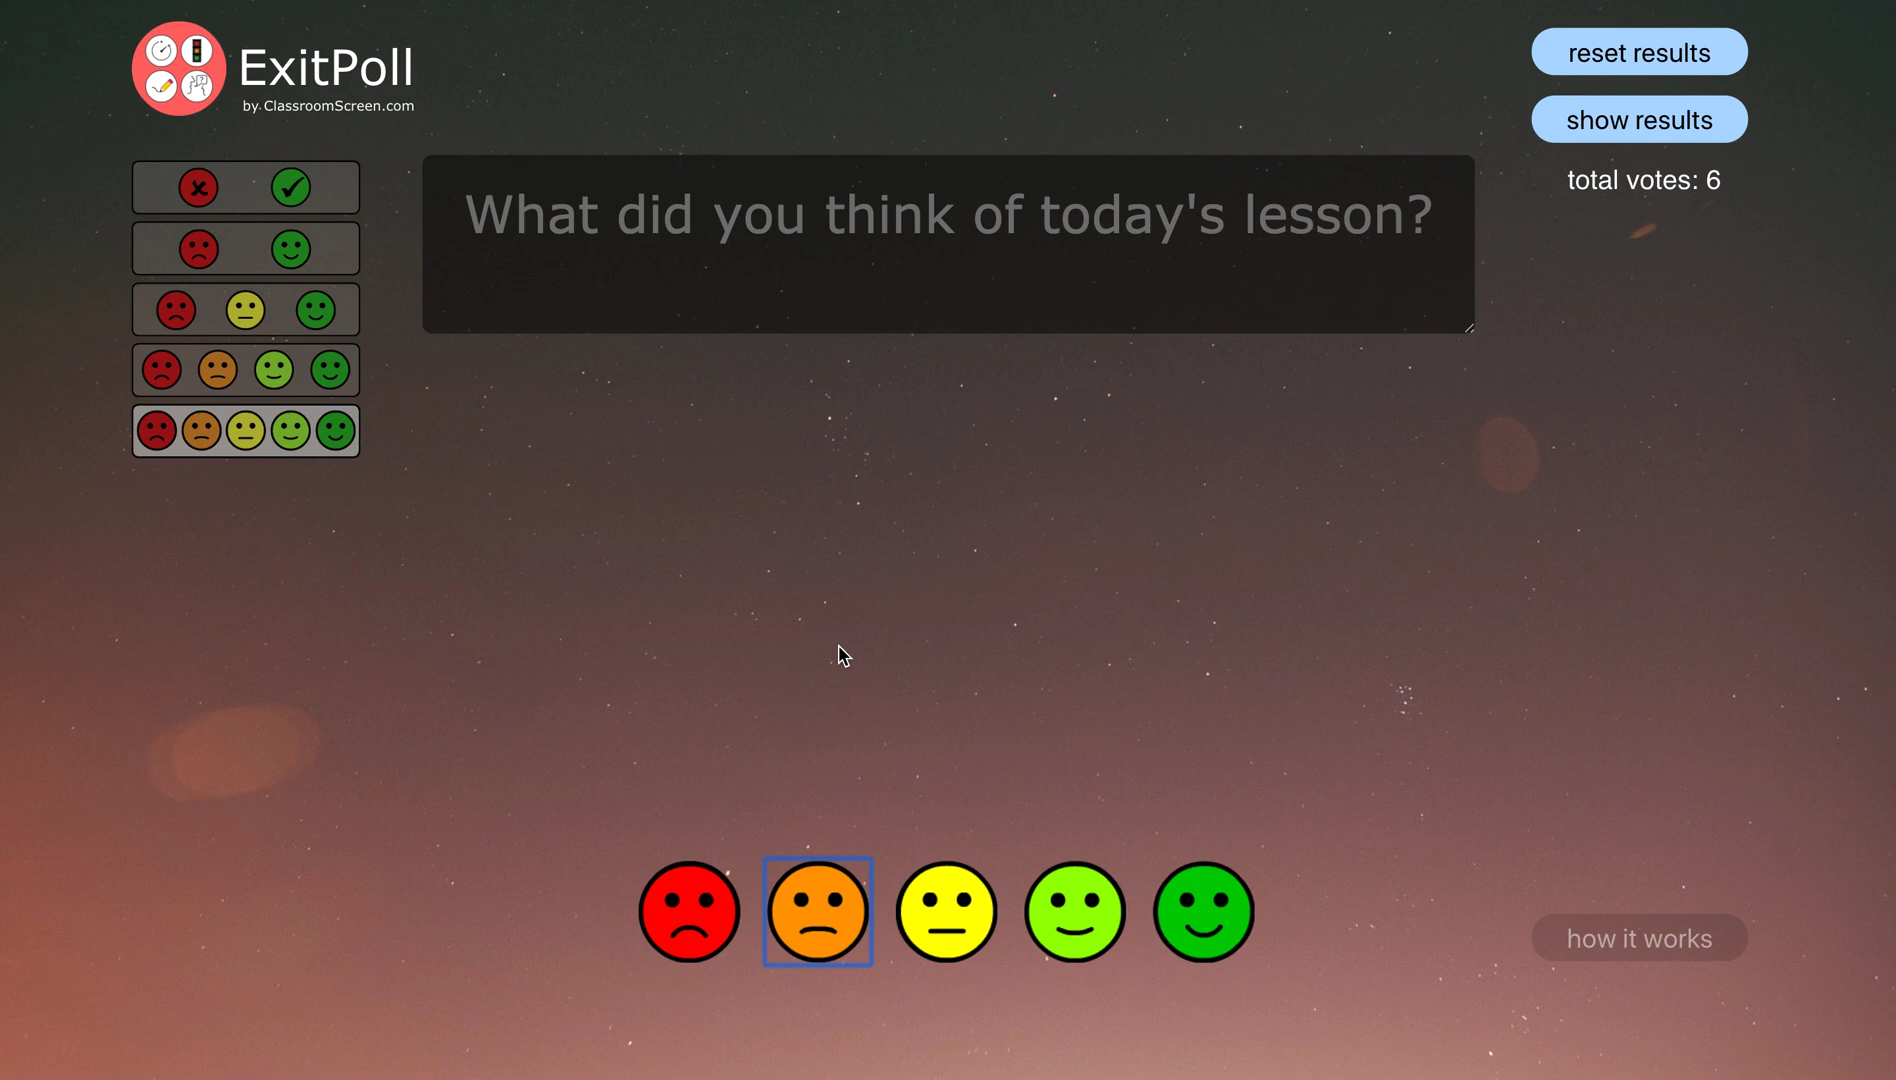 ExitPoll
by ClassroomScreen.com
reset results
show results
total votes: 6
What did you think of today's lesson?
how it works